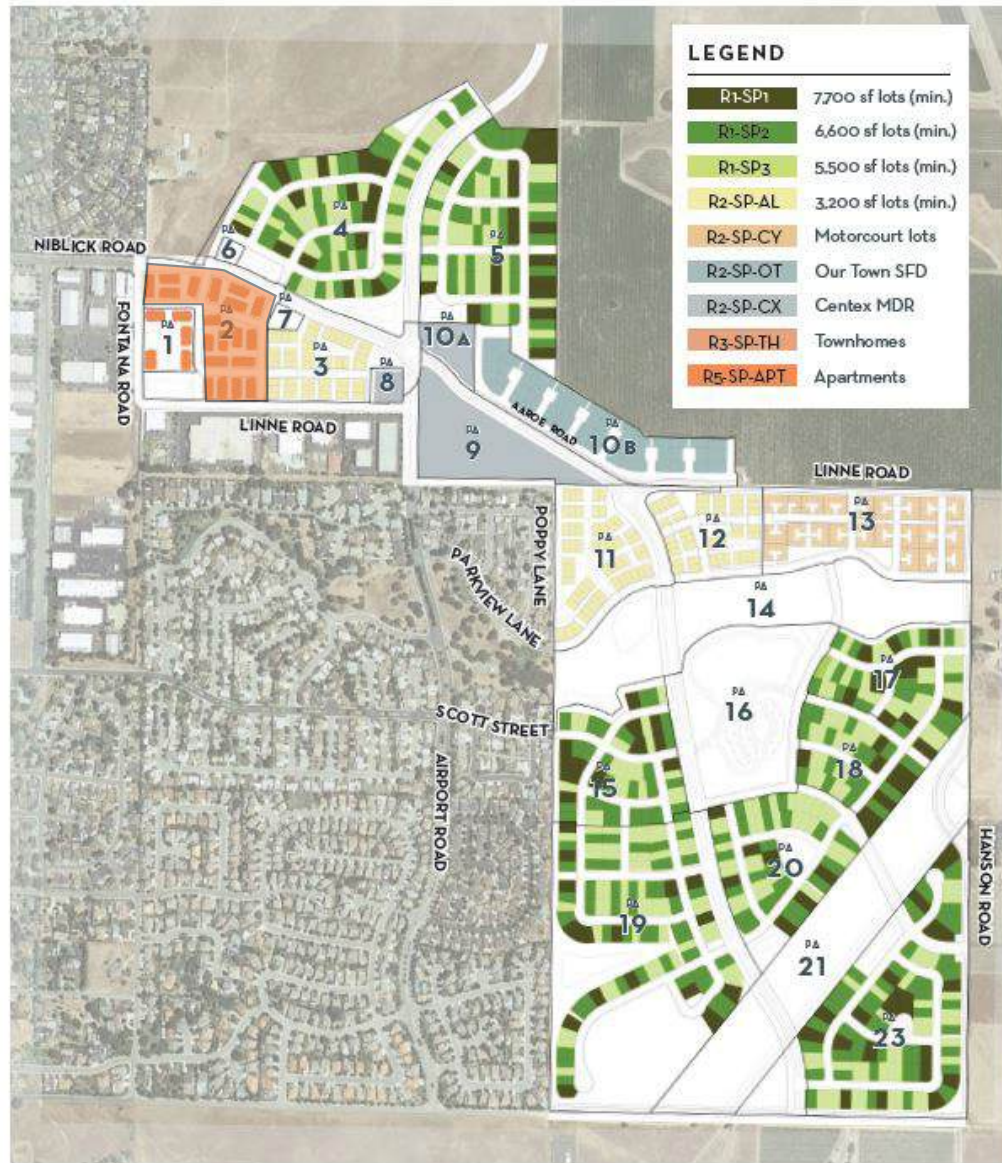 LEGEND
R1-SP1 7,700 sf lots (min.)
R1-SP2 6,600 sf lots (min.)
R1-SP3 5,500 sf lots (min.)
R2-SP-AL 3,200 sf lots (min.)
R2-SP-CY Motorcourt lots
R2-SP-OT Our Town SFD
R2-SP-CX Centex MDR
R3-SP-TH Townhomes
R5-SP-APT Apartments
PA
4
PA
5
NIBLICK ROAD
PA
6
FONTANA ROAD
PA
1
PA
2
PA
7
PA
3
PA
8
PA
10A
PA
9
AAROE ROAD
PA
10B
LINNE ROAD
LINNE ROAD
POPPY LANE
PARKVIEW LANE
PA
11
PA
12
PA
13
PA
14
PA
16
PA
17
SCOTT STREET
PA
15
PA
18
AIRPORT ROAD
PA
20
PA
19
HANSON ROAD
PA
21
PA
23